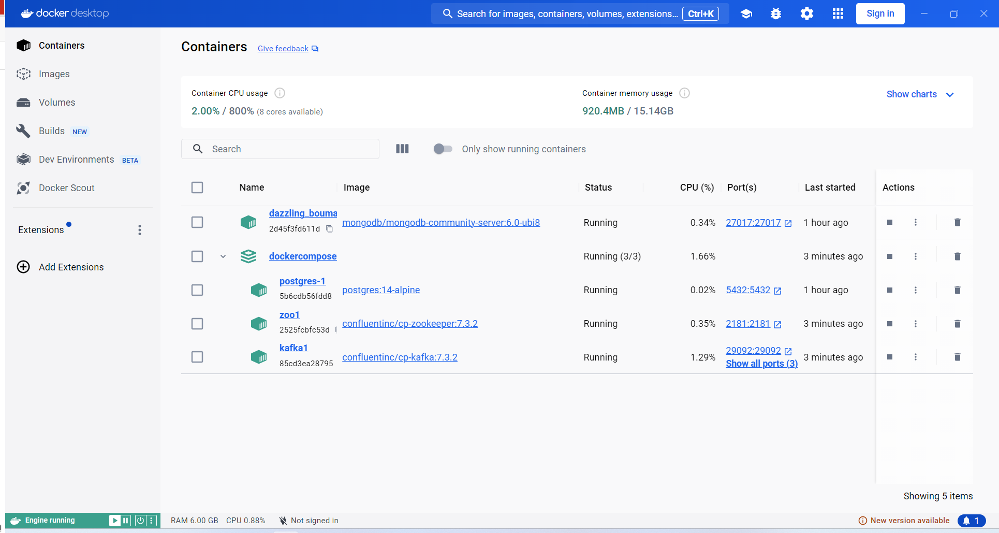 docker desktop
Search for images, containers, volumes, extensions... Ctrl+K
Sign in
Containers
Images
Volumes
Builds NEW
Dev Environments BETA
Docker Scout
Extensions
Add Extensions
Containers Give feedback
Container CPU usage
2.00% / 800% (8 cores available)
Container memory usage
920.4MB / 15.14GB
Show charts
Search
Only show running containers
Name Image Status CPU (%) Port(s) Last started Actions
dazzling_bouma
2d45f3fd611d
mongodb/mongodb-community-server:6.0-ubi8 Running 0.34% 27017:27017 1 hour ago
dockercompose Running (3/3) 1.66% 3 minutes ago
postgres-1
5b6cdb56fdd8
postgres:14-alpine Running 0.02% 5432:5432 1 hour ago
zoo1
2525fcbfc53d
confluentinc/cp-zookeeper:7.3.2 Running 0.35% 2181:2181 3 minutes ago
kafka1
85cd3ea28795
confluentinc/cp-kafka:7.3.2 Running 1.29% 29092:29092 3 minutes ago
Show all ports (3)
Showing 5 items
Engine running
RAM 6.00 GB CPU 0.88% Not signed in
New version available 1